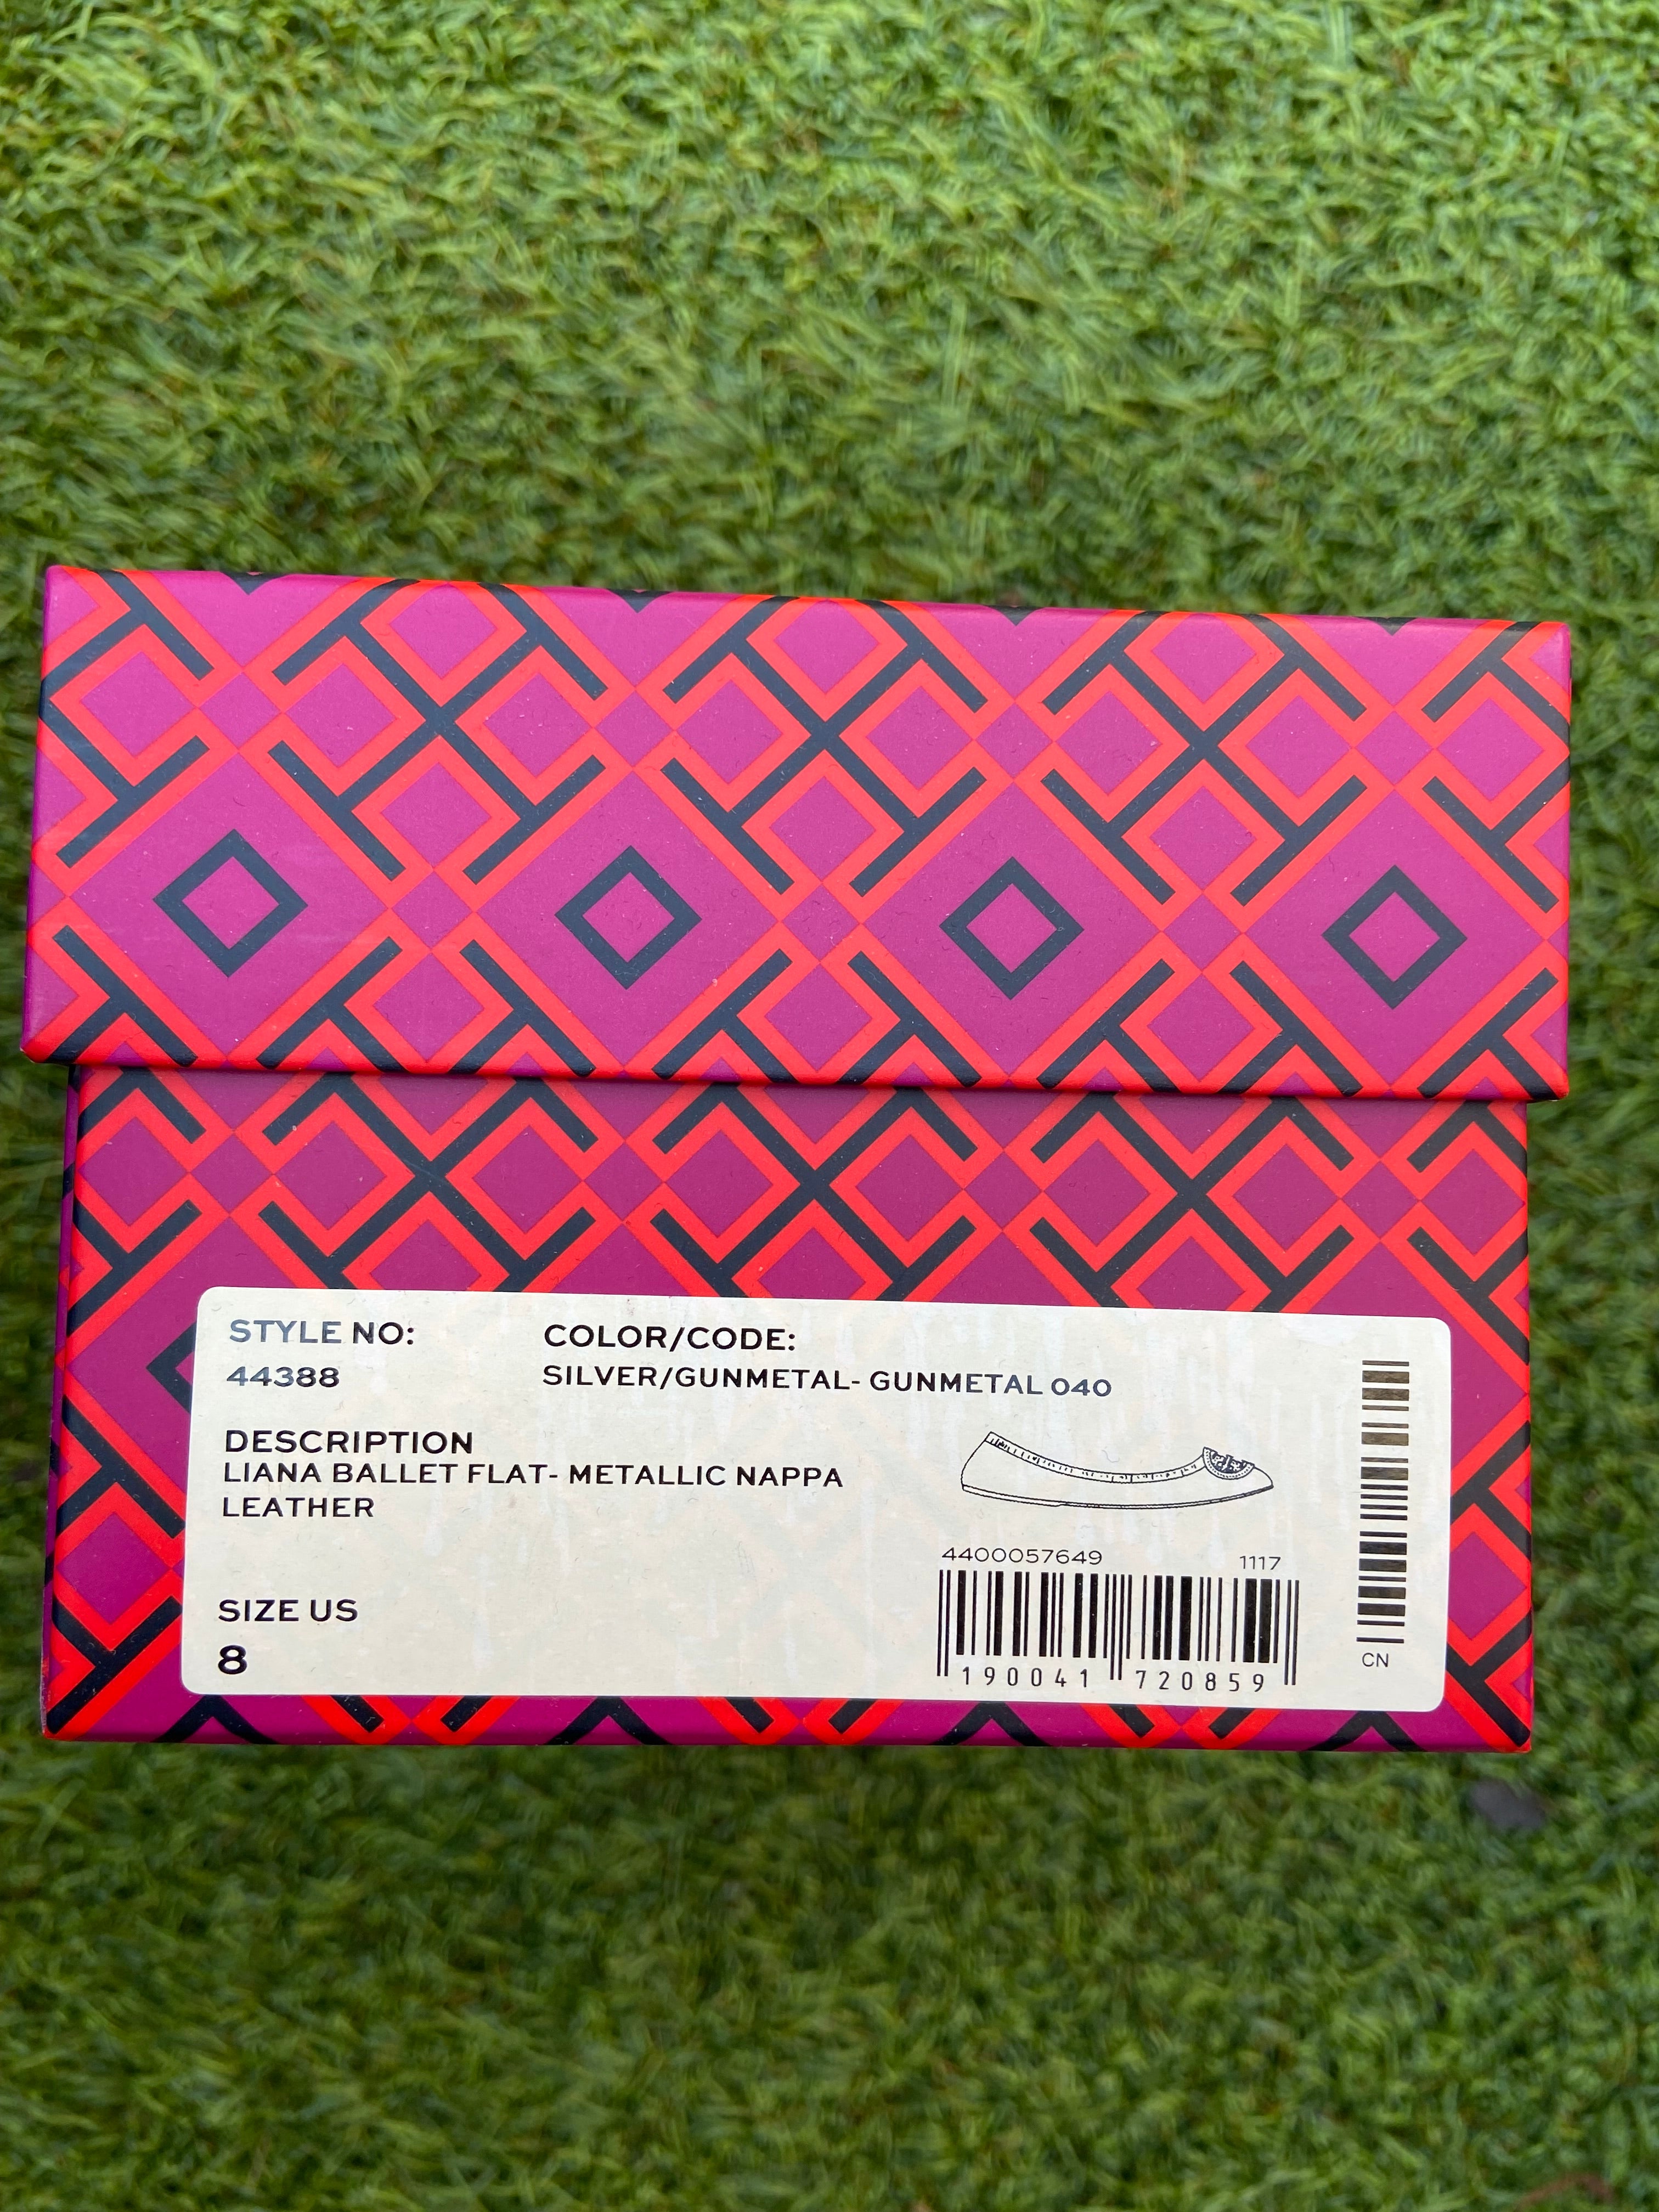 STYLE NO:
44388
COLOR/CODE:
SILVER/GUNMETAL- GUNMETAL 040
DESCRIPTION
LIANA BALLET FLAT- METALLIC NAPPA
LEATHER
SIZE US
8
4400057649 1117
190041 720859
CN